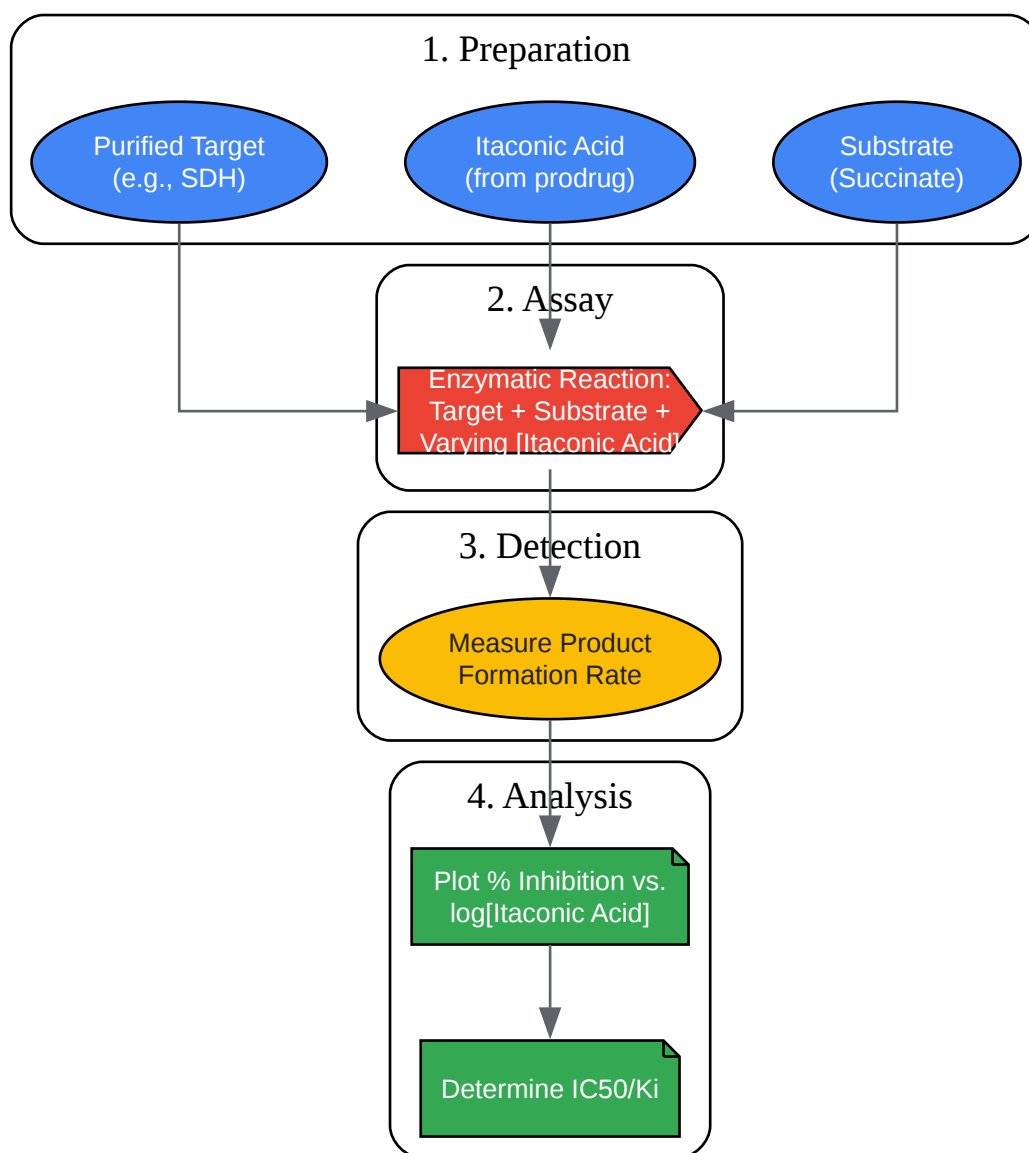 1. Preparation
Purified Target
(e.g., SDH)
Itaconic Acid
(from prodrug)
Substrate
(Succinate)
2. Assay
Enzymatic Reaction:
Target + Substrate +
Varying [Itaconic Acid]
3. Detection
Measure Product
Formation Rate
4. Analysis
Plot % Inhibition vs.
log[Itaconic Acid]
Determine IC50/Ki